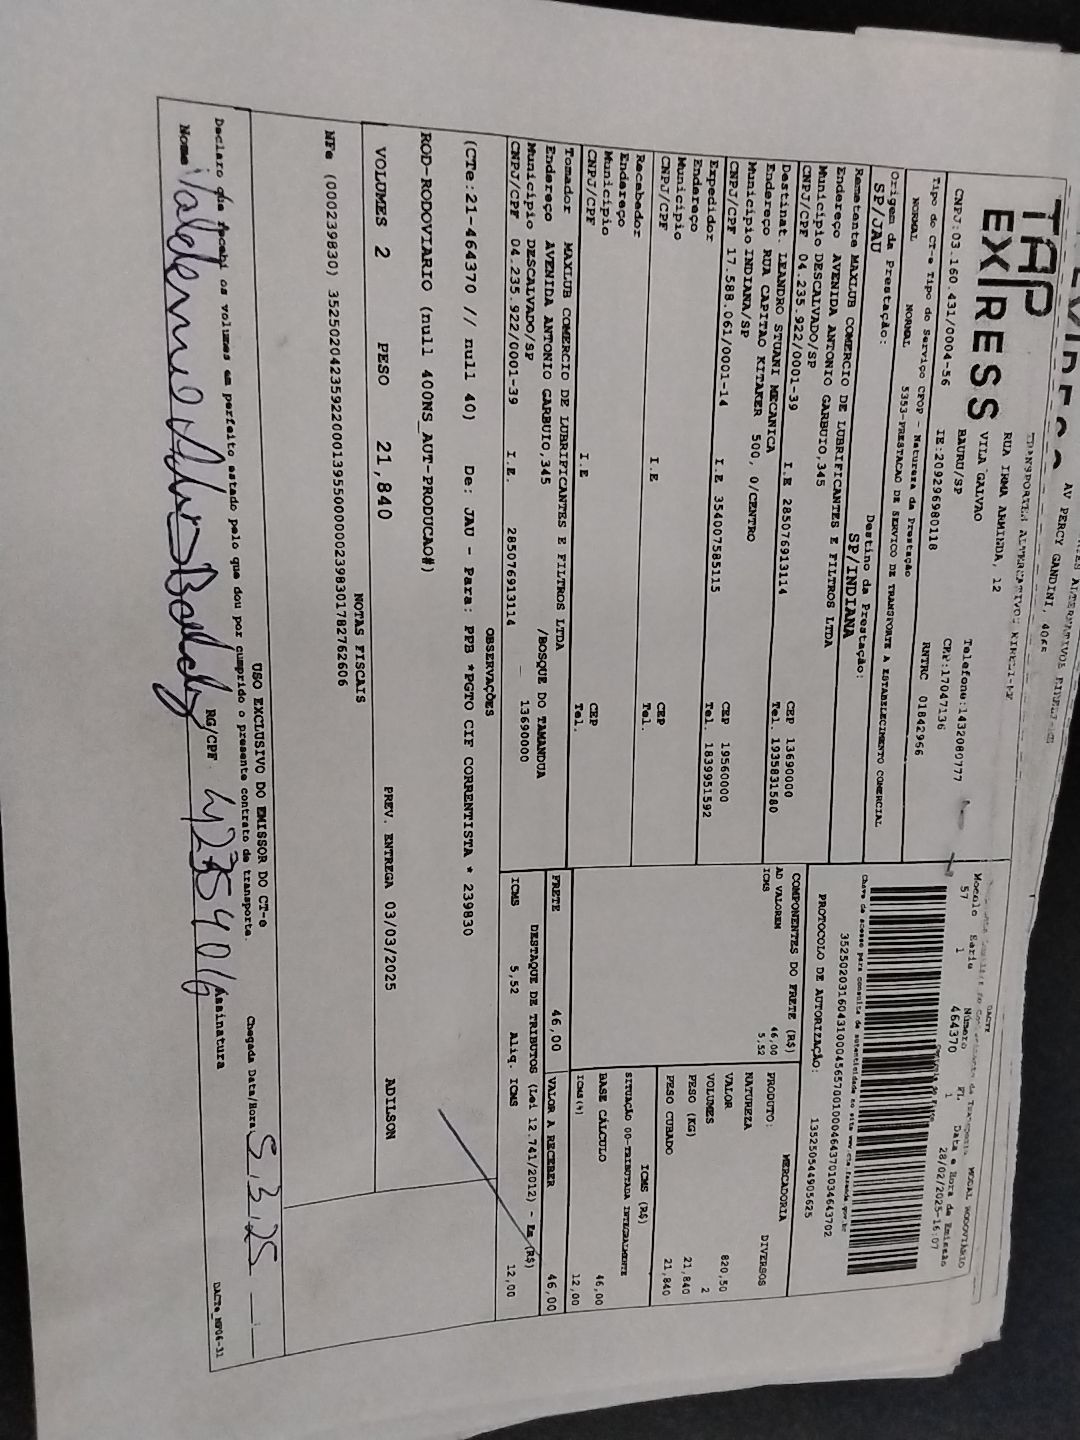 AV PERCY GANDINI, 4065
TAP
EXPRESS
RUA IRMA ARMINDA, 12
VILA GALVAO
BAURU/SP
Telefone:1432080777
CNPJ:03.160.431/0004-56
IE:209296980118
CEP:17047136
Tipo do CT-e Tipo do Serviço CFOP - Natureza da Prestação
RNTRC 01842966
NORMAL NORMAL 5353-PRESTACAO DE SERVICO DE TRANSPORTE A ESTABELECIMENTO COMERCIAL
MODAL RODOVIÁRIO
Modelo Serie Número Fl. Data e Hora de Emissão
57 1 464370 1 28/02/2025-16:07
Chave de acesso para consulta de autenticidade no site www.cte.fazenda.gov.br
35250203160431000456570010004643701034643702
PROTOCOLO DE AUTORIZAÇÃO: 135250544905625
Origem da Prestação: Destino da Prestação:
SP/JAU SP/INDIANA
Remetente MAXLUB COMERCIO DE LUBRIFICANTES E FILTROS LTDA
Endereço AVENIDA ANTONIO GARBUIO,345
Município DESCALVADO/SP CEP 13690000
CNPJ/CPF 04.235.922/0001-39 I.E 285076913114 Tel. 1935831580
Destinat. LEANDRO STUANI MECANICA
Endereço RUA CAPITAO KITAKER 500, 0/CENTRO
Município INDIANA/SP CEP 19560000
CNPJ/CPF 17.588.061/0001-14 I.E 354007585115 Tel. 1839951592
Expedidor
Endereço
Município CEP
CNPJ/CPF I.E Tel.
Recebedor
Endereço
Município CEP
CNPJ/CPF I.E Tel.
Tomador MAXLUB COMERCIO DE LUBRIFICANTES E FILTROS LTDA
Endereço AVENIDA ANTONIO GARBUIO,345 /BOSQUE DO TAMANDUA
Município DESCALVADO/SP 13690000
CNPJ/CPF 04.235.922/0001-39 I.E. 285076913114
COMPONENTES DO FRETE (R$)
AD VALOREM 46,00
ICMS 5,52
MERCADORIA
PRODUTO: DIVERSOS
NATUREZA
VALOR 820,50
VOLUMES 2
PESO (KG) 21,840
PESO CUBADO 21,840
ICMS (R$)
SITUAÇÃO 00-TRIBUTADA INTEGRALMENTE
BASE CÁLCULO 46,00
ICMS(%) 12,00
FRETE 46,00 VALOR A RECEBER 46,00
DESTAQUE DE TRIBUTOS (Lei 12.741/2012) - Em (R$)
ICMS 5,52 Aliq. ICMS 12,00
OBSERVAÇÕES
(CTe:21-464370 // null 40) De: JAU - Para: PPB *PGTO CIF CORRENTISTA * 239830
ROD-RODOVIARIO (null 400NS_AUT-PRODUCAO#)
VOLUMES 2 PESO 21,840 PREV. ENTREGA 03/03/2025 ADILSON
NOTAS FISCAIS
NFe (000239830) 35250204235922000139550000002398301782762606
USO EXCLUSIVO DO EMISSOR DO CT-e
Declaro que recebi os volumes em perfeito estado pelo que dou por cumprido o presente contrato de transporte.
Chegada Data/Hora: 5.3.25
Nome RG/CPF Assinatura
DACTe_NF06-31